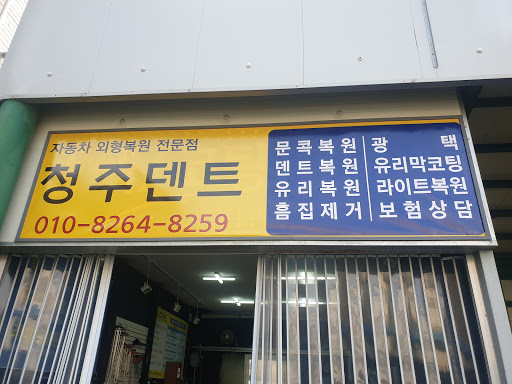 자동차 외형복원 전문점
청주덴트
010-8264-8259
문콕복원
덴트복원
유리복원
흠집제거
광택
유리막코팅
라이트복원
보험상담